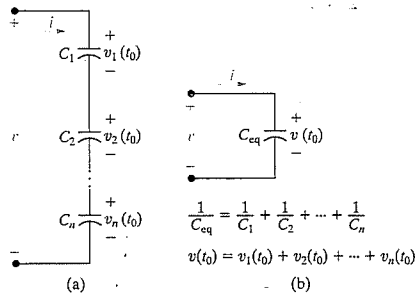 + i
C₁ + v₁(t₀) −
C₂ + v₂(t₀) −
v
Cₙ + vₙ(t₀) −
−
(a)
i
+
v Ceq + v(t₀) −
−
1/Ceq = 1/C₁ + 1/C₂ + ··· + 1/Cₙ
v(t₀) = v₁(t₀) + v₂(t₀) + ··· + vₙ(t₀)
(b)